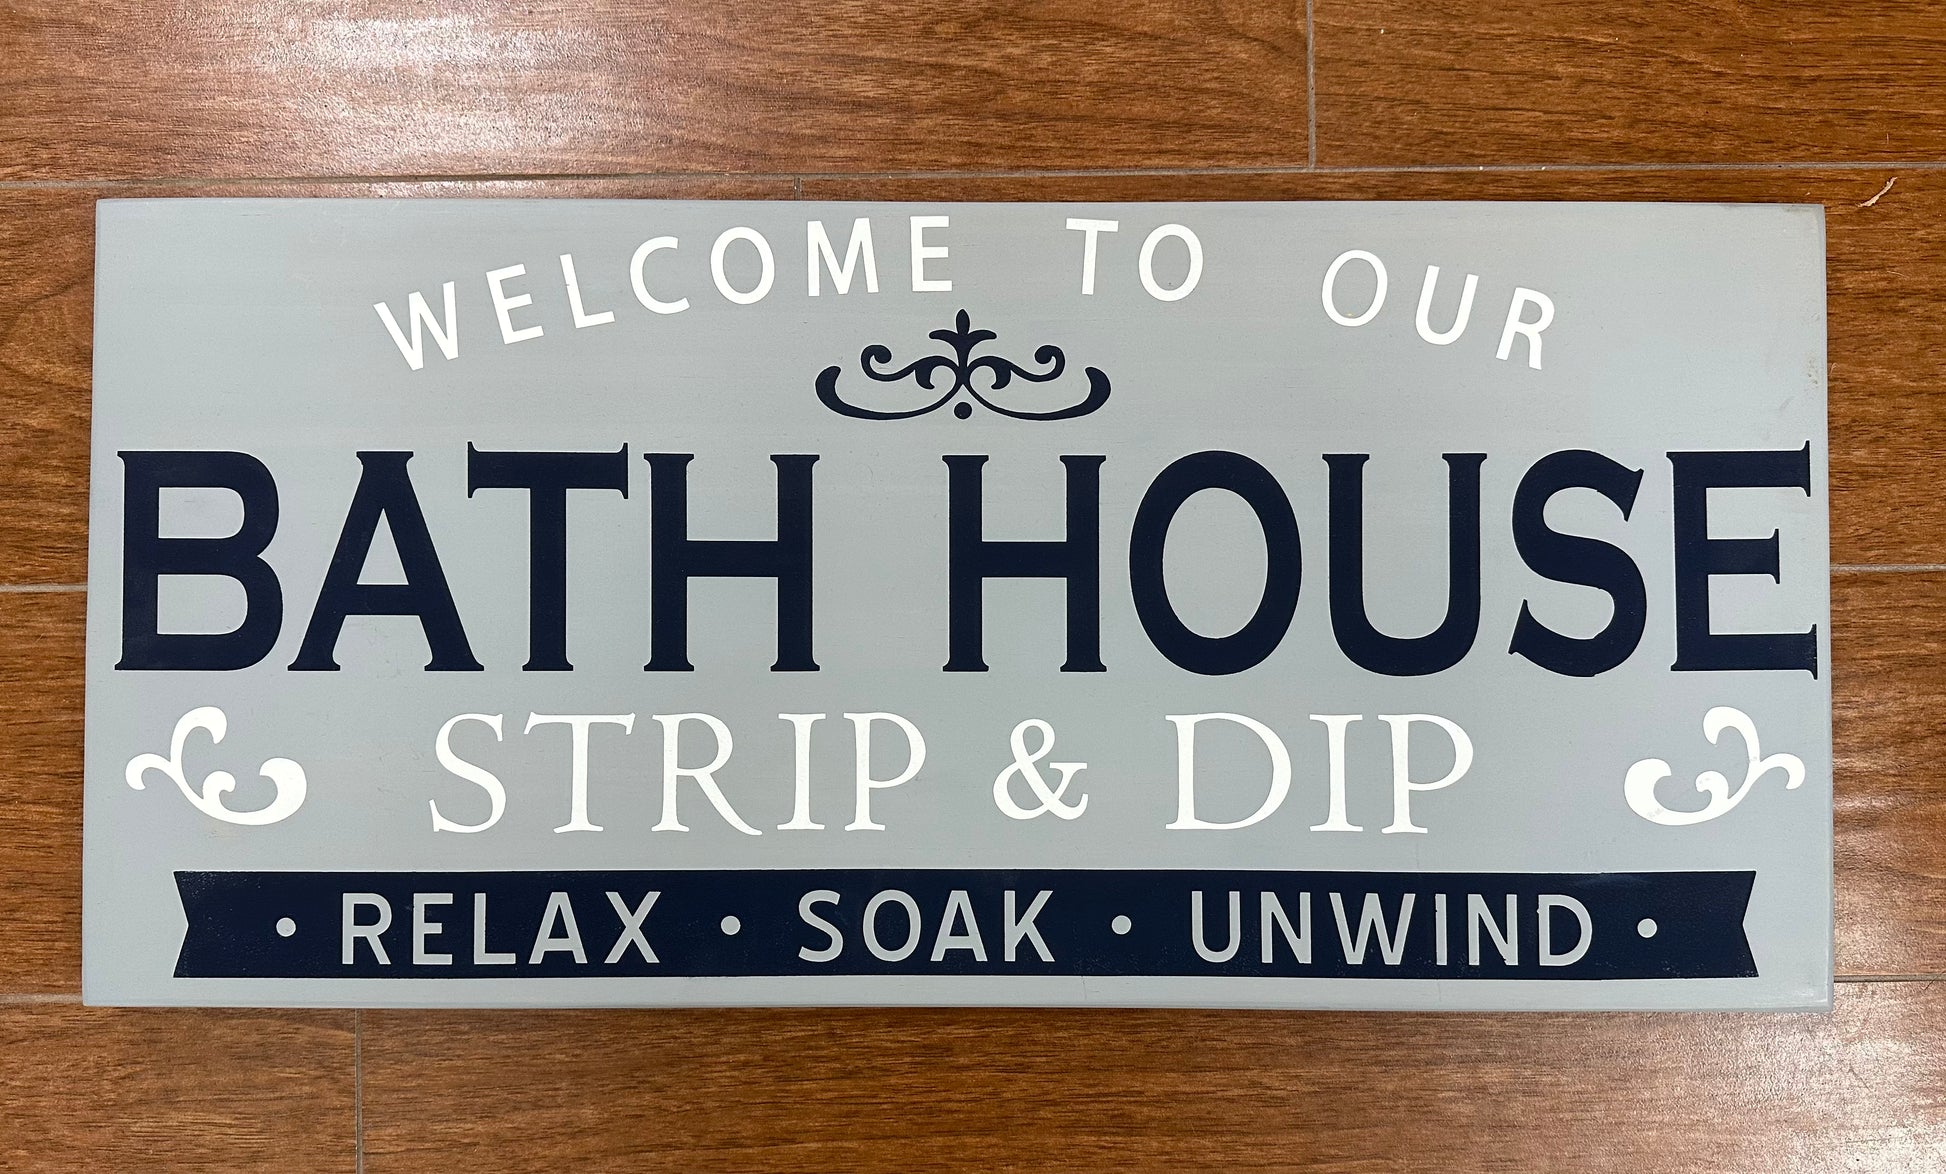 WELCOME TO OUR
BATH HOUSE
STRIP & DIP
• RELAX • SOAK • UNWIND •